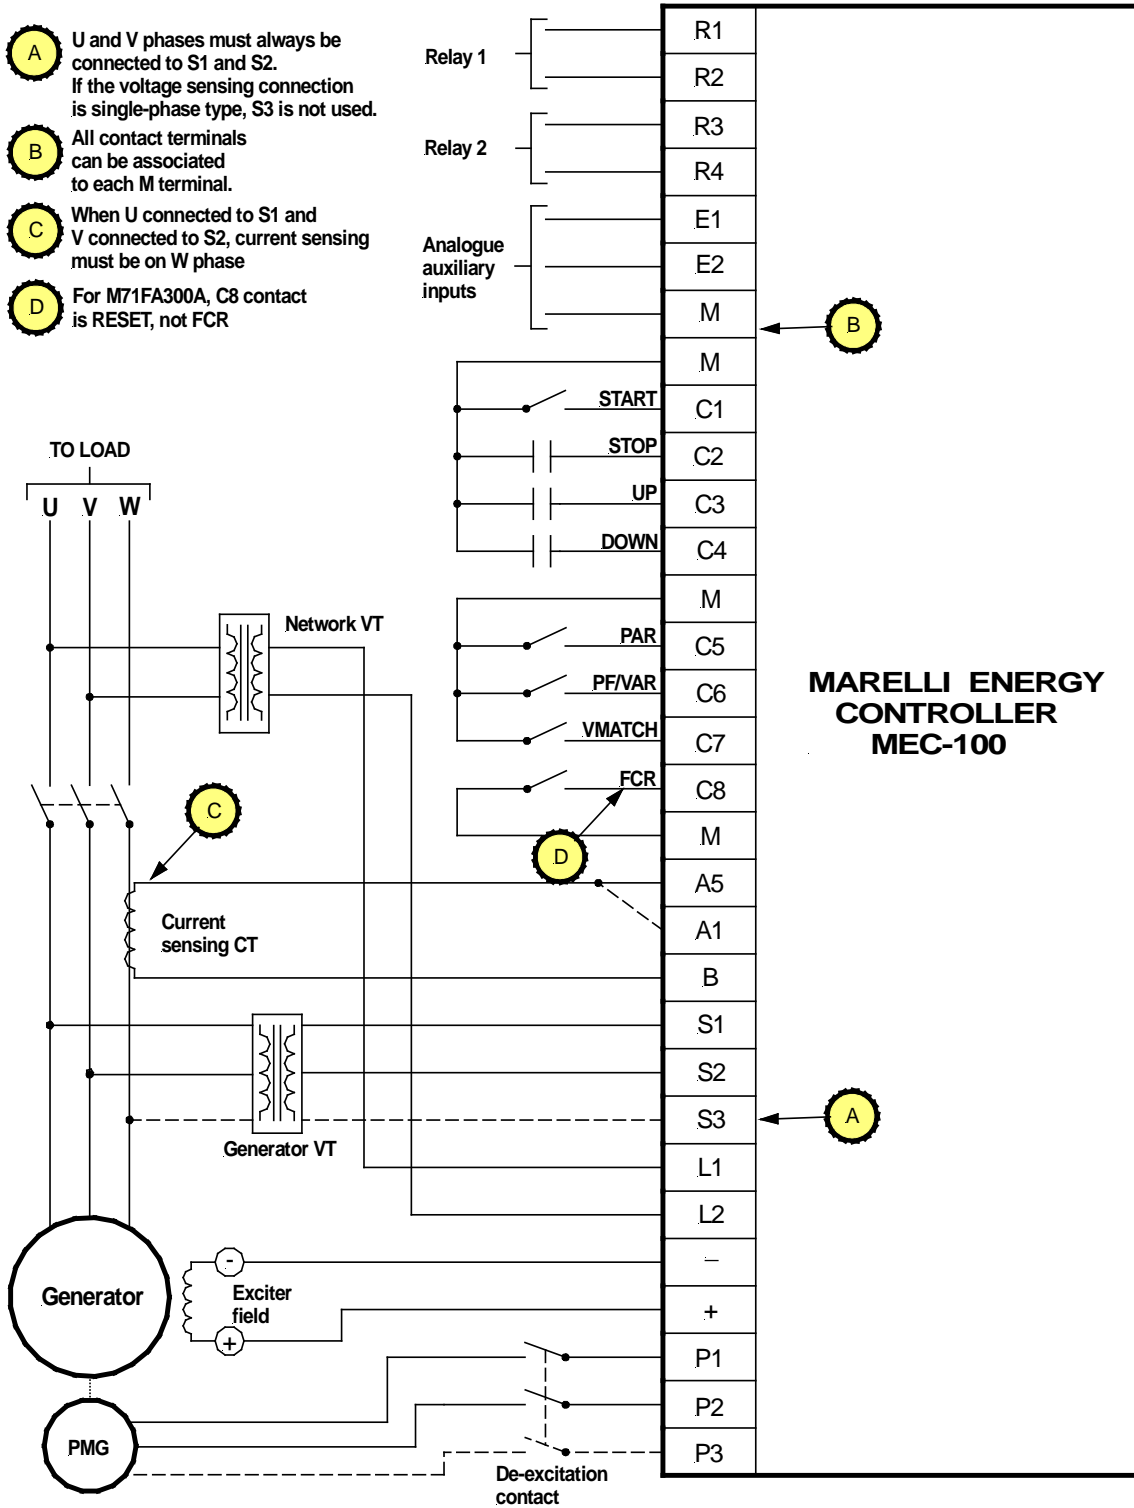 A
U and V phases must always be
connected to S1 and S2.
If the voltage sensing connection
is single-phase type, S3 is not used.
B
All contact terminals
can be associated
to each M terminal.
C
When U connected to S1 and
V connected to S2, current sensing
must be on W phase
D
For M71FA300A, C8 contact
is RESET, not FCR
Relay 1
R1
R2
Relay 2
R3
R4
Analogue
auxiliary
inputs
E1
E2
M
B
M
START
C1
STOP
C2
UP
C3
DOWN
C4
M
PAR
C5
PF/VAR
C6
VMATCH
C7
FCR
C8
M
D
MARELLI ENERGY
CONTROLLER
MEC-100
TO LOAD
U V W
Network VT
C
Current
sensing CT
A5
A1
B
S1
S2
S3
A
Generator VT
L1
L2
Generator
-
Exciter
field
+
–
+
P1
P2
P3
PMG
De-excitation
contact